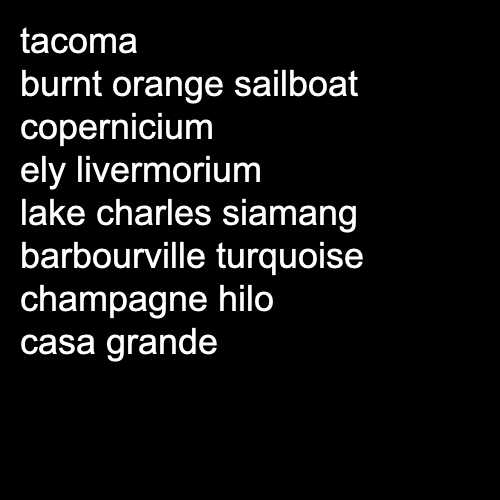 tacoma
burnt orange sailboat
copernicium
ely livermorium
lake charles siamang
barbourville turquoise
champagne hilo
casa grande